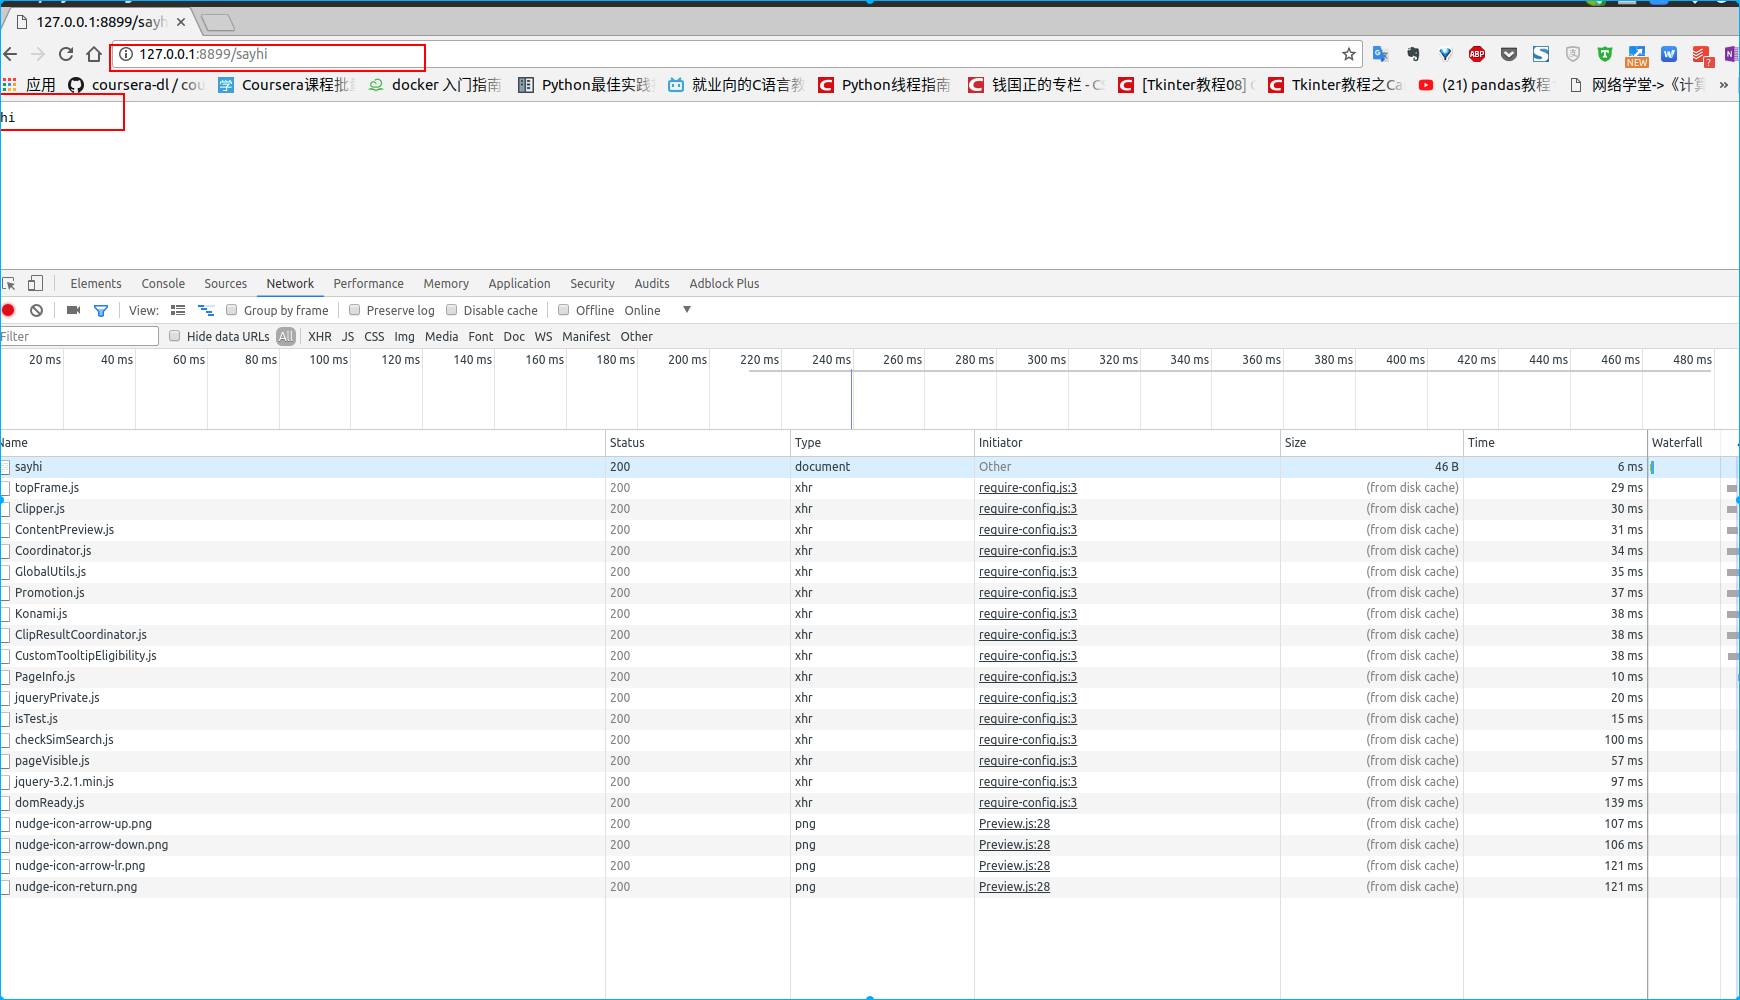 127.0.0.1:8899/sayh
127.0.0.1:8899/sayhi
应用 coursera-dl / cou Coursera课程批 docker 入门指南 Python最佳实践 就业向的C语言教 Python线程指南 钱国正的专栏 - CS [Tkinter教程08] Tkinter教程之Ca (21) pandas教程 网络学堂->《计算 »
ABP NEW
hi
Elements Console Sources Network Performance Memory Application Security Audits Adblock Plus
View: Group by frame Preserve log Disable cache Offline Online
Filter Hide data URLs All XHR JS CSS Img Media Font Doc WS Manifest Other
20 ms 40 ms 60 ms 80 ms 100 ms 120 ms 140 ms 160 ms 180 ms 200 ms 220 ms 240 ms 260 ms 280 ms 300 ms 320 ms 340 ms 360 ms 380 ms 400 ms 420 ms 440 ms 460 ms 480 ms
Name Status Type Initiator Size Time Waterfall
sayhi 200 document Other 46 B 6 ms
topFrame.js 200 xhr require-config.js:3 (from disk cache) 29 ms
Clipper.js 200 xhr require-config.js:3 (from disk cache) 30 ms
ContentPreview.js 200 xhr require-config.js:3 (from disk cache) 31 ms
Coordinator.js 200 xhr require-config.js:3 (from disk cache) 34 ms
GlobalUtils.js 200 xhr require-config.js:3 (from disk cache) 35 ms
Promotion.js 200 xhr require-config.js:3 (from disk cache) 37 ms
Konami.js 200 xhr require-config.js:3 (from disk cache) 38 ms
ClipResultCoordinator.js 200 xhr require-config.js:3 (from disk cache) 38 ms
CustomTooltipEligibility.js 200 xhr require-config.js:3 (from disk cache) 38 ms
PageInfo.js 200 xhr require-config.js:3 (from disk cache) 10 ms
jqueryPrivate.js 200 xhr require-config.js:3 (from disk cache) 20 ms
isTest.js 200 xhr require-config.js:3 (from disk cache) 15 ms
checkSimSearch.js 200 xhr require-config.js:3 (from disk cache) 100 ms
pageVisible.js 200 xhr require-config.js:3 (from disk cache) 57 ms
jquery-3.2.1.min.js 200 xhr require-config.js:3 (from disk cache) 97 ms
domReady.js 200 xhr require-config.js:3 (from disk cache) 139 ms
nudge-icon-arrow-up.png 200 png Preview.js:28 (from disk cache) 107 ms
nudge-icon-arrow-down.png 200 png Preview.js:28 (from disk cache) 106 ms
nudge-icon-arrow-lr.png 200 png Preview.js:28 (from disk cache) 121 ms
nudge-icon-return.png 200 png Preview.js:28 (from disk cache) 121 ms